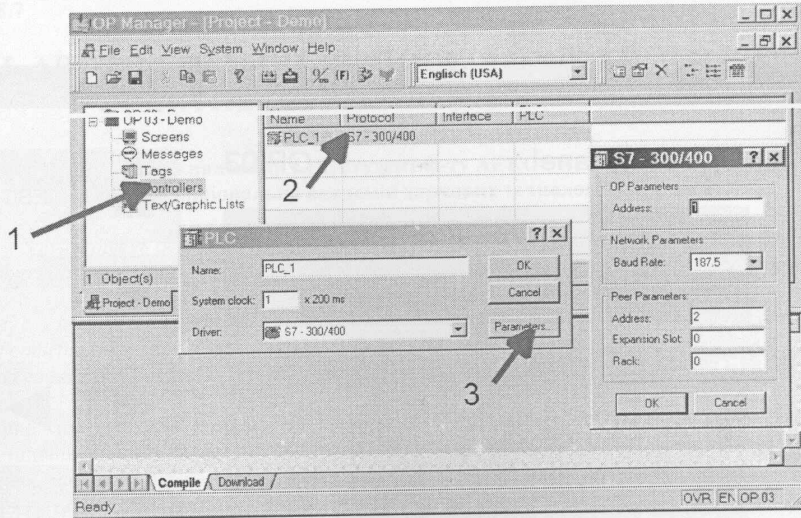 OP Manager - [Project - Demo]
File Edit View System Window Help
Englisch (USA)
OP 03 - Demo
Screens
Messages
Tags
Controllers
Text/Graphic Lists
1 Object(s)
Project - Demo
Name Protocol Interface PLC
PLC_1 S7 - 300/400
1
2
3
PLC
Name: PLC_1
System clock: 1 x 200 ms
Driver: S7 - 300/400
OK
Cancel
Parameters...
S7 - 300/400
OP Parameters
Address: 1
Network Parameters
Baud Rate: 187.5
Peer Parameters:
Address: 2
Expansion Slot: 0
Rack: 0
OK Cancel
Compile Download
Ready OVR EN OP 03